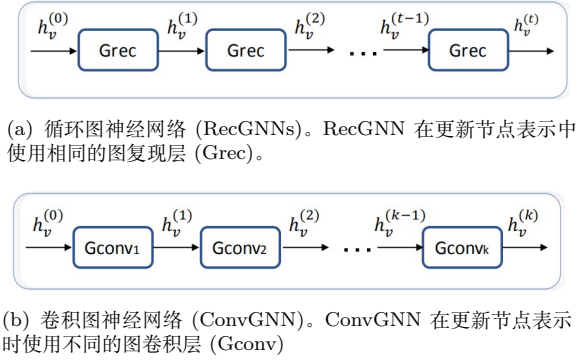 h_v^{(0)} Grec h_v^{(1)} Grec h_v^{(2)} ... h_v^{(t-1)} Grec h_v^{(t)}
(a) 循环图神经网络 (RecGNNs)。RecGNN 在更新节点表示中
使用相同的图复现层 (Grec)。
h_v^{(0)} Gconv₁ h_v^{(1)} Gconv₂ h_v^{(2)} ... h_v^{(k-1)} Gconvₖ h_v^{(k)}
(b) 卷积图神经网络 (ConvGNN)。ConvGNN 在更新节点表示
时使用不同的图卷积层 (Gconv)